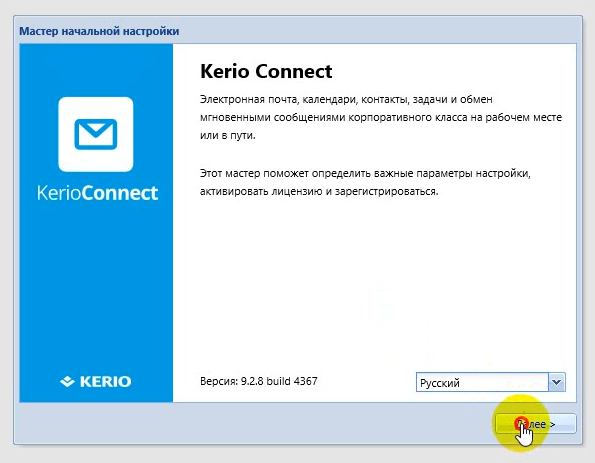 Мастер начальной настройки
Kerio Connect
Электронная почта, календари, контакты, задачи и обмен
мгновенными сообщениями корпоративного класса на рабочем месте
или в пути.
Этот мастер поможет определить важные параметры настройки,
активировать лицензию и зарегистрироваться.
KerioConnect
KERIO
Версия: 9.2.8 build 4367
Русский